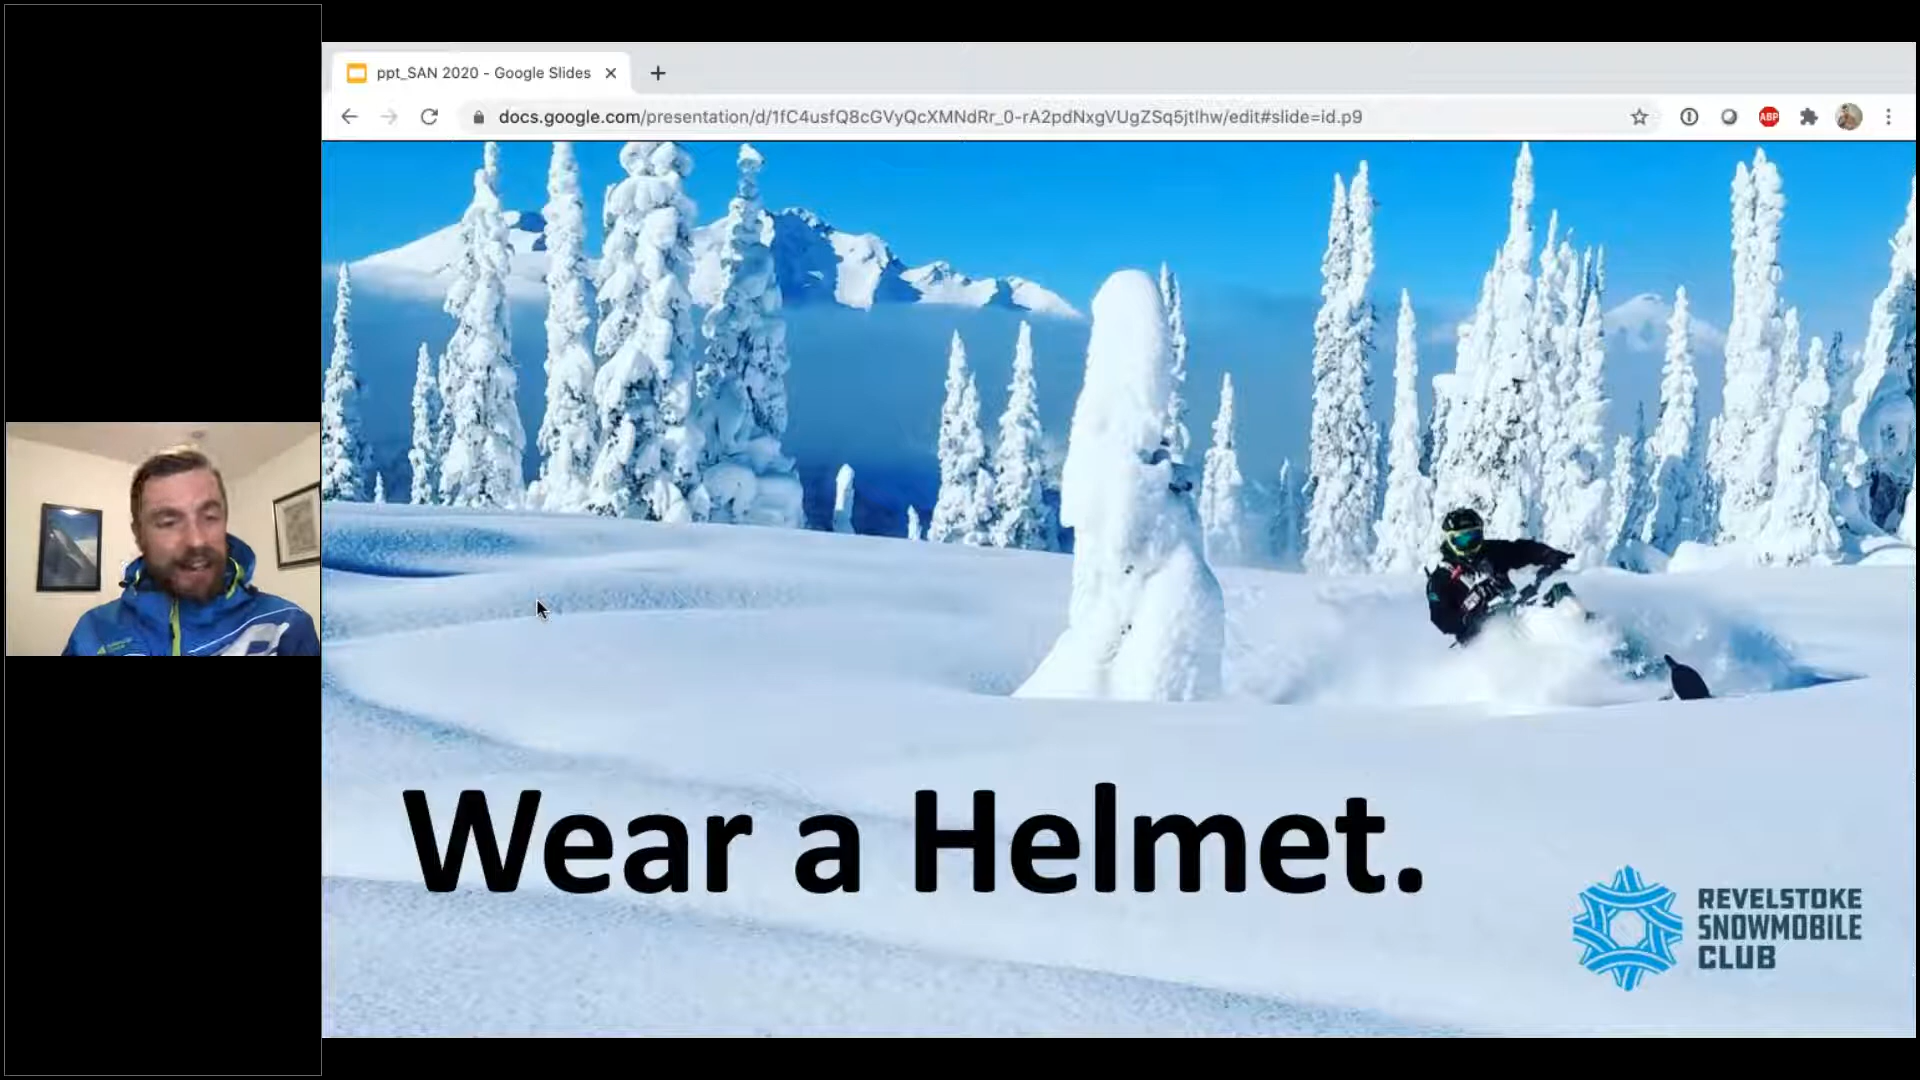 ppt_SAN 2020 - Google Slides
docs.google.com/presentation/d/1fC4usfQ8cGVyQcXMNdRr_0-rA2pdNxgVUgZSq5jtlhw/edit#slide=id.p9
ABP
Wear a Helmet.
REVELSTOKE
SNOWMOBILE
CLUB